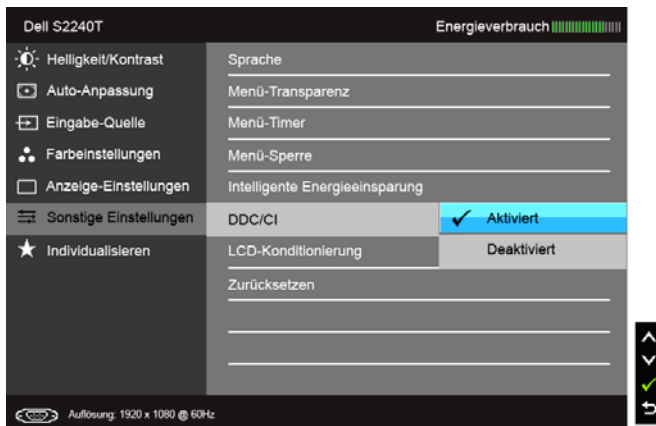 Dell S2240T
Energieverbrauch
Helligkeit/Kontrast
Auto-Anpassung
Eingabe-Quelle
Farbeinstellungen
Anzeige-Einstellungen
Sonstige Einstellungen
Individualisieren
Sprache
Menü-Transparenz
Menü-Timer
Menü-Sperre
Intelligente Energieeinsparung
DDC/CI
Aktiviert
LCD-Konditionierung
Deaktiviert
Zurücksetzen
Auflösung: 1920 x 1080 @ 60Hz